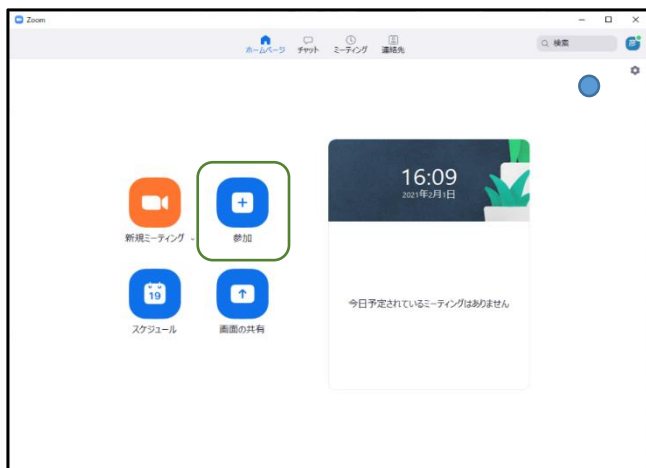 Zoom
ホームページ チャット ミーティング 連絡先
検索
新規ミーティング
参加
16:09
2021年2月1日
19
スケジュール
画面の共有
今日予定されているミーティングはありません